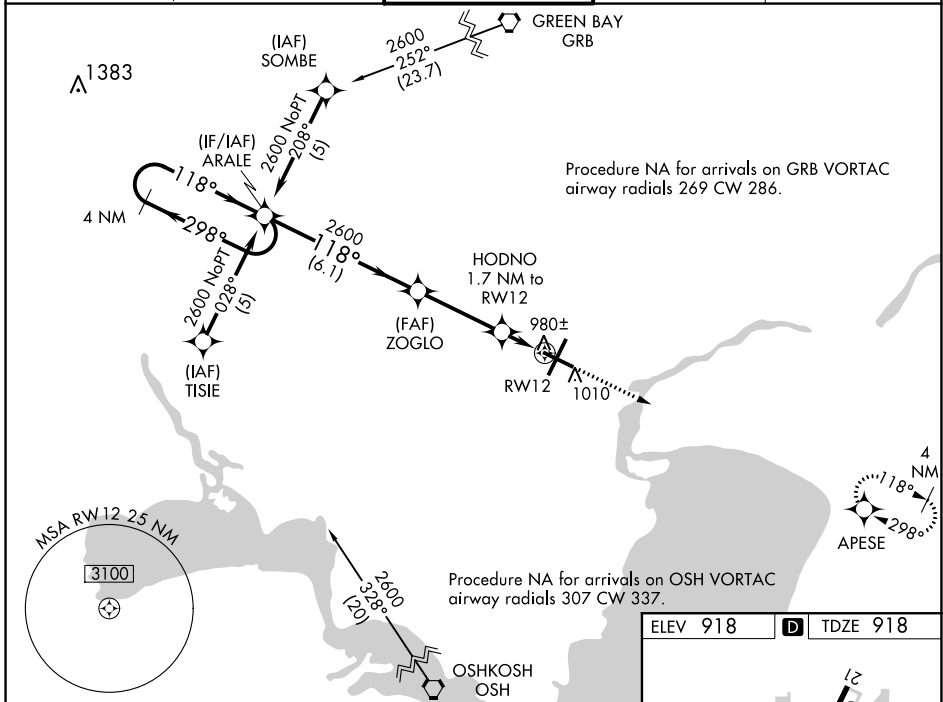 GREEN BAY
GRB
2600
252°
(23.7)
(IAF)
SOMBE
1383
2600 NoPT
208°
(5)
(IF/IAF)
ARALE
Procedure NA for arrivals on GRB VORTAC
airway radials 269 CW 286.
118°
4 NM
298°
2600
118°
(6.1)
2600 NoPT
028°
(5)
HODNO
1.7 NM to
RW12
980±
(FAF)
ZOGLO
(IAF)
TISIE
RW12
1010
4
NM
118°
298°
APESE
MSA RW12 25 NM
3100
2600
328°
(20)
Procedure NA for arrivals on OSH VORTAC
airway radials 307 CW 337.
OSHKOSH
OSH
ELEV 918 D TDZE 918
21